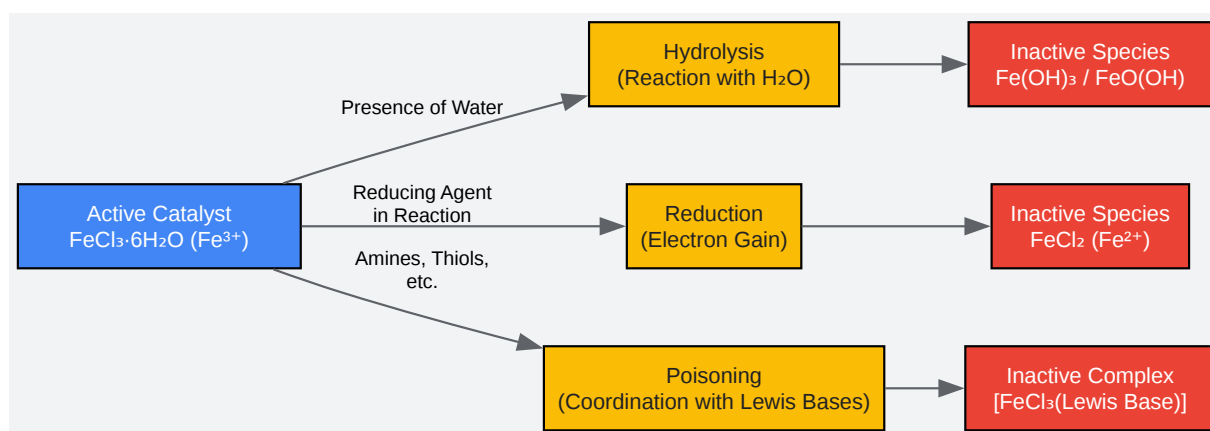 Hydrolysis
(Reaction with H₂O)
Inactive Species
Fe(OH)₃ / FeO(OH)
Presence of Water
Active Catalyst
FeCl₃·6H₂O (Fe³⁺)
Reducing Agent
in Reaction
Reduction
(Electron Gain)
Inactive Species
FeCl₂ (Fe²⁺)
Amines, Thiols,
etc.
Poisoning
(Coordination with Lewis Bases)
Inactive Complex
[FeCl₃(Lewis Base)]